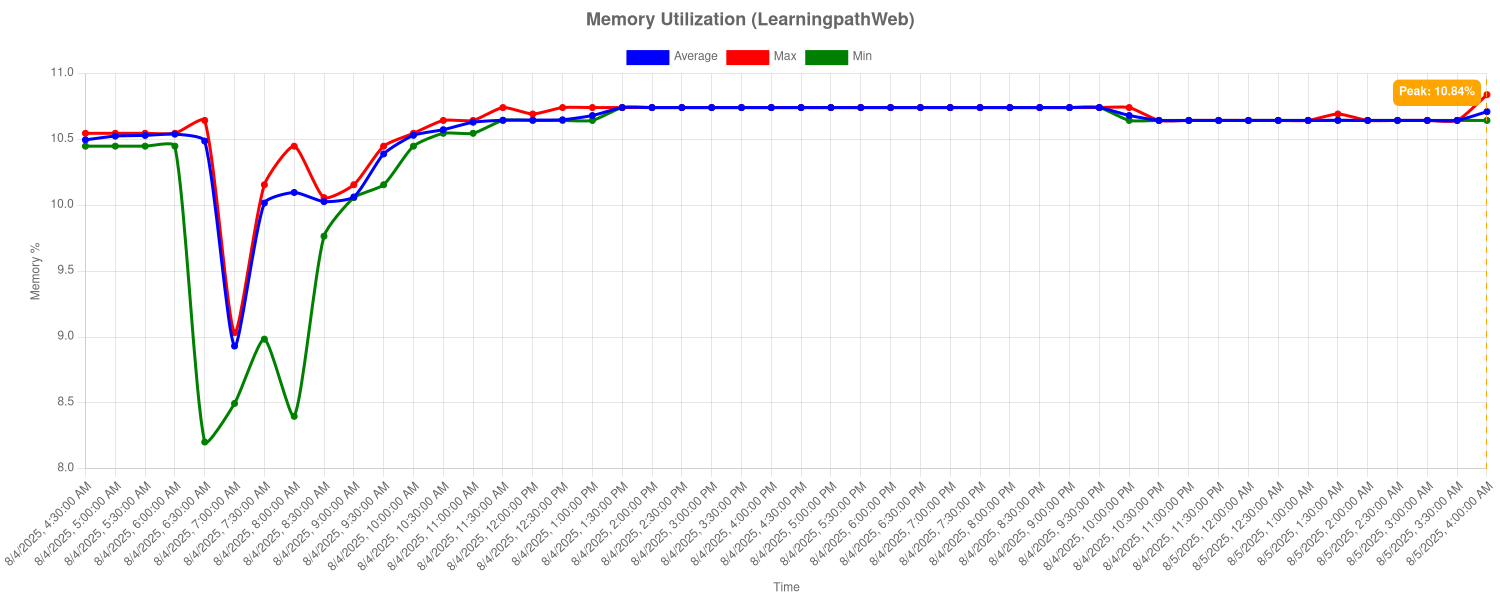 Memory Utilization (LearningpathWeb)
Average Max Min
11.0
Peak: 10.84%
10.5
10.0
9.5
9.0
8.5
8.0
Memory %
8/4/2025, 4:30:00 AM
8/4/2025, 5:00:00 AM
8/4/2025, 5:30:00 AM
8/4/2025, 6:00:00 AM
8/4/2025, 6:30:00 AM
8/4/2025, 7:00:00 AM
8/4/2025, 7:30:00 AM
8/4/2025, 8:00:00 AM
8/4/2025, 8:30:00 AM
8/4/2025, 9:00:00 AM
8/4/2025, 9:30:00 AM
8/4/2025, 10:00:00 AM
8/4/2025, 10:30:00 AM
8/4/2025, 11:00:00 AM
8/4/2025, 11:30:00 AM
8/4/2025, 12:00:00 PM
8/4/2025, 12:30:00 PM
8/4/2025, 1:00:00 PM
8/4/2025, 1:30:00 PM
8/4/2025, 2:00:00 PM
8/4/2025, 2:30:00 PM
8/4/2025, 3:00:00 PM
8/4/2025, 3:30:00 PM
8/4/2025, 4:00:00 PM
8/4/2025, 4:30:00 PM
8/4/2025, 5:00:00 PM
8/4/2025, 5:30:00 PM
8/4/2025, 6:00:00 PM
8/4/2025, 6:30:00 PM
8/4/2025, 7:00:00 PM
8/4/2025, 7:30:00 PM
8/4/2025, 8:00:00 PM
8/4/2025, 8:30:00 PM
8/4/2025, 9:00:00 PM
8/4/2025, 9:30:00 PM
8/4/2025, 10:00:00 PM
8/4/2025, 10:30:00 PM
8/4/2025, 11:00:00 PM
8/4/2025, 11:30:00 PM
8/5/2025, 12:00:00 AM
8/5/2025, 12:30:00 AM
8/5/2025, 1:00:00 AM
8/5/2025, 1:30:00 AM
8/5/2025, 2:00:00 AM
8/5/2025, 2:30:00 AM
8/5/2025, 3:00:00 AM
8/5/2025, 3:30:00 AM
8/5/2025, 4:00:00 AM
Time